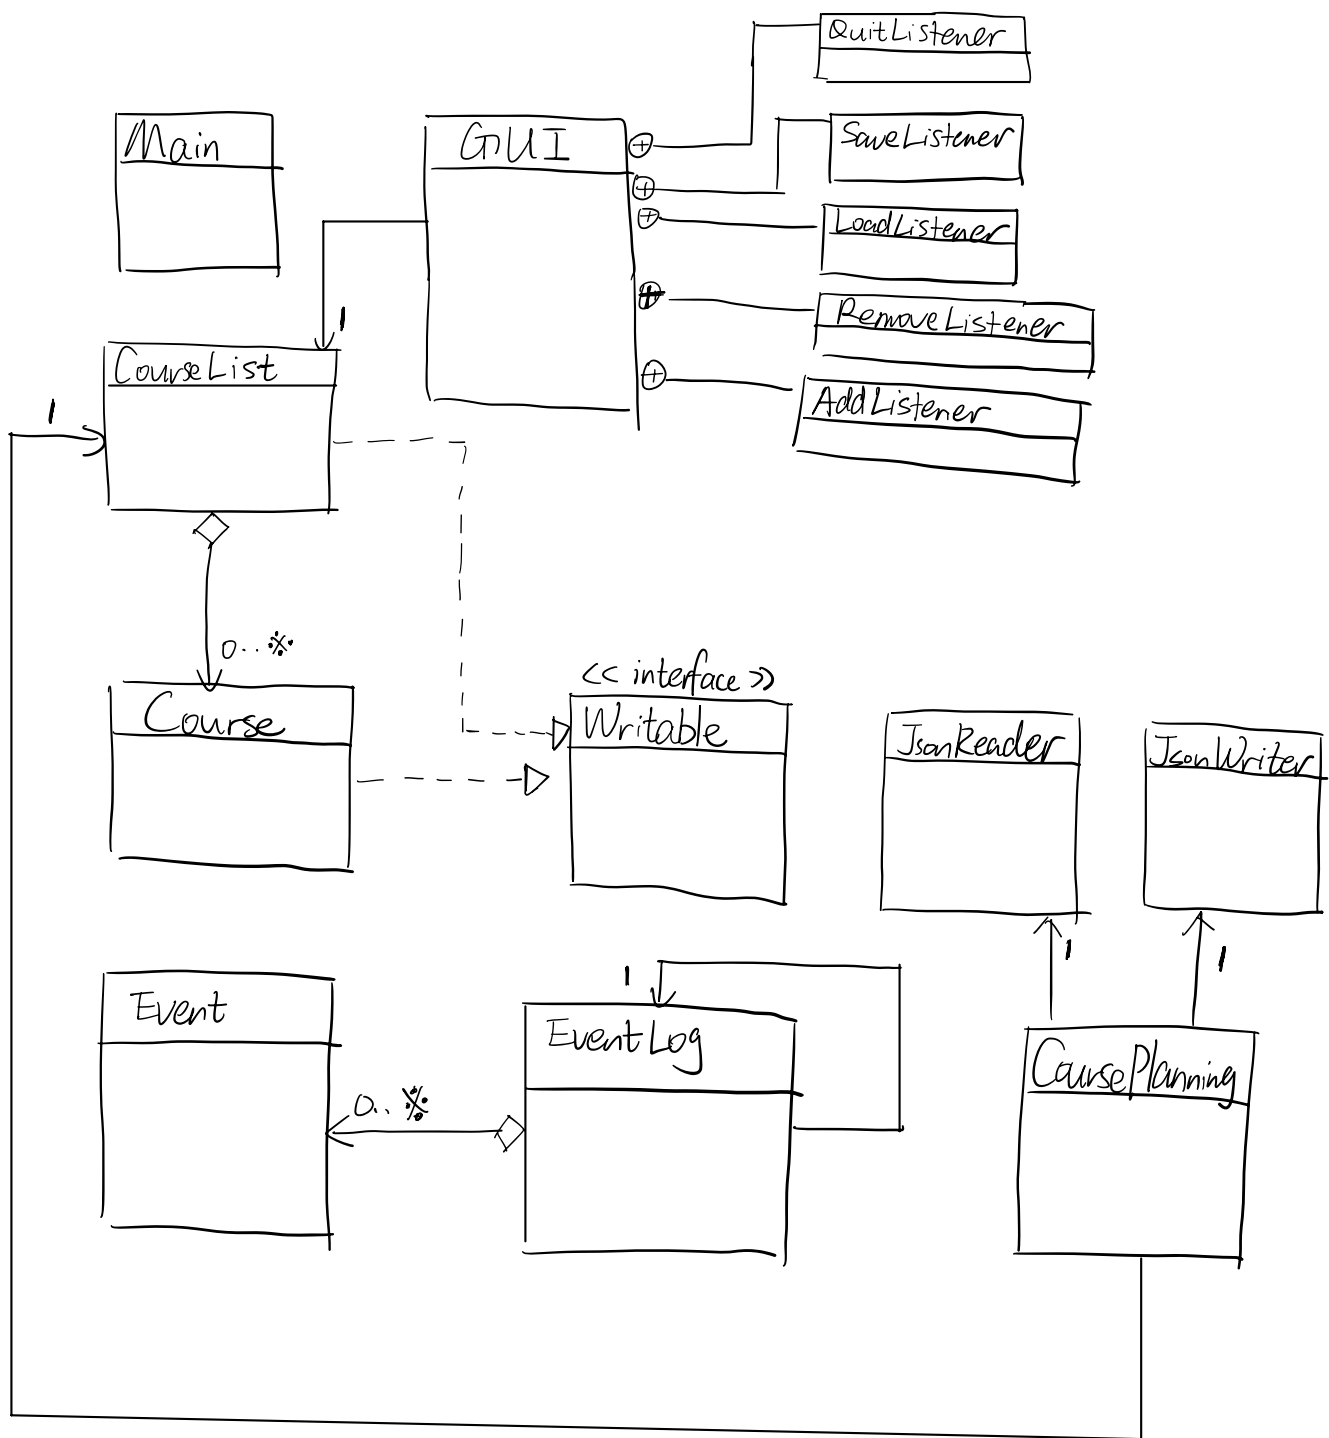 QuitListener
Main
GUI
SaveListener
LoadListener
RemoveListener
AddListener
1
CourseList
1
0..※
<< interface >>
Course
Writable
JsonReader
JsonWriter
1
1
1
Event
EventLog
CoursePlanning
0..※